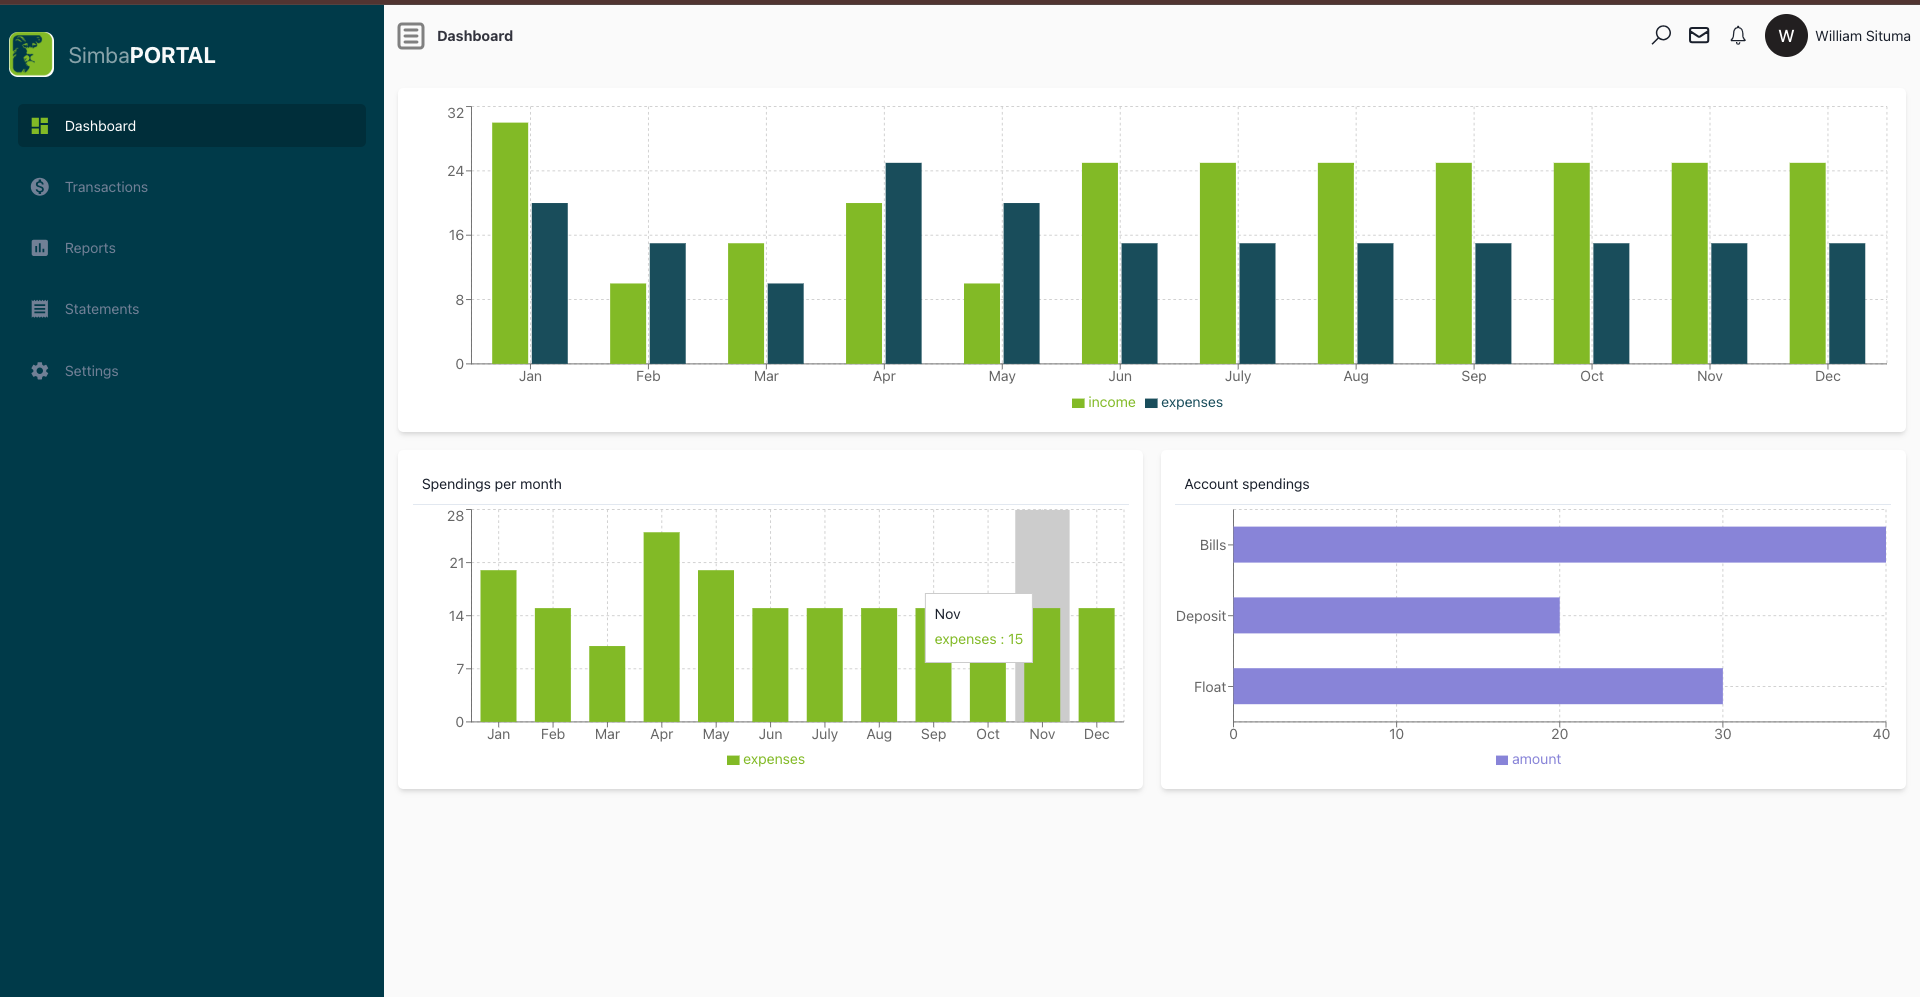 SimbaPORTAL
Dashboard
Transactions
Reports
Statements
Settings
Dashboard
W William Situma
32
24
16
8
0
Jan Feb Mar Apr May Jun July Aug Sep Oct Nov Dec
income expenses
Spendings per month
28
21
14
7
0
Nov
expenses : 15
Jan Feb Mar Apr May Jun July Aug Sep Oct Nov Dec
expenses
Account spendings
Bills
Deposit
Float
0 10 20 30 40
amount